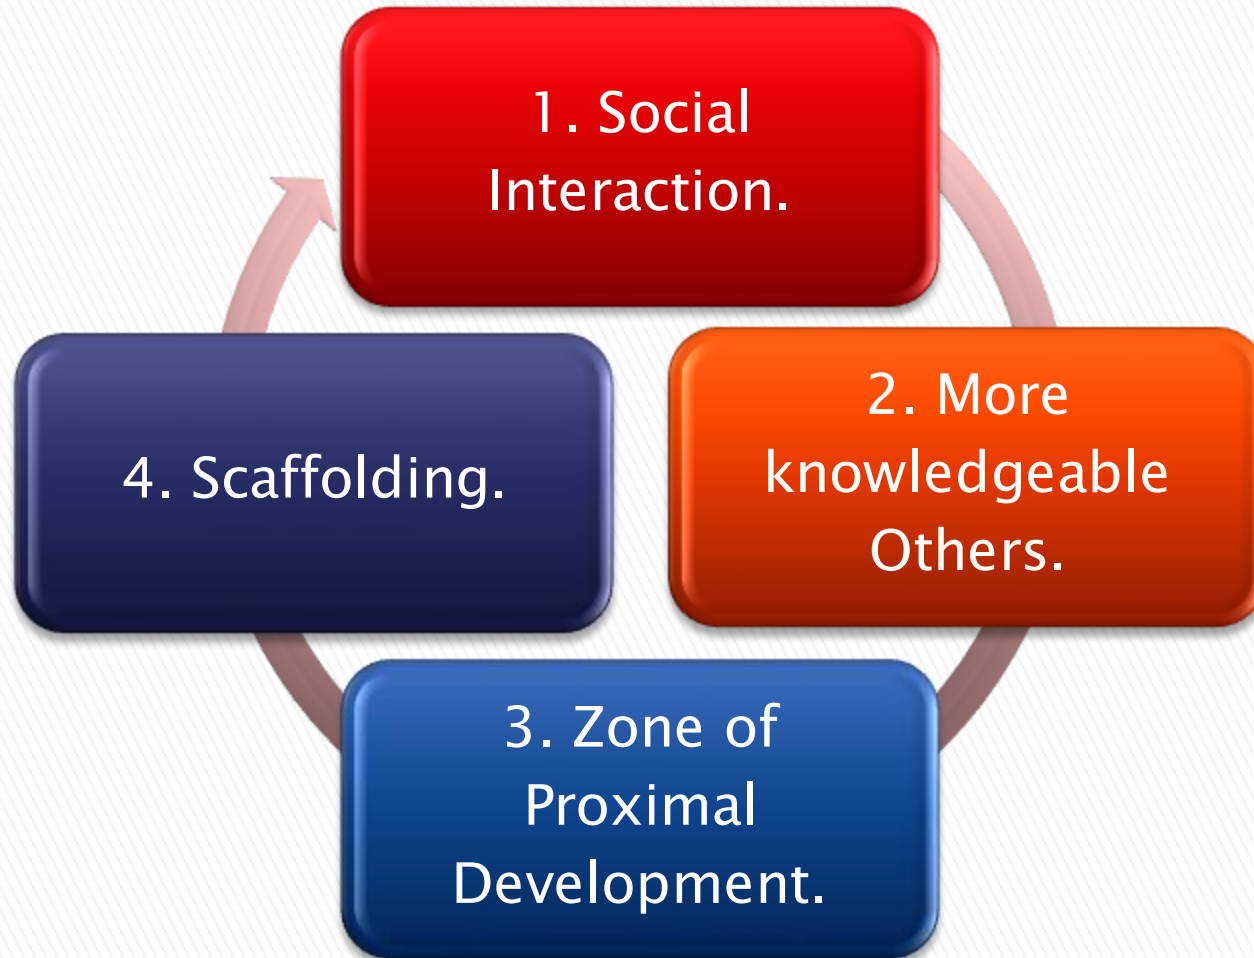 1. Social
Interaction.
2. More
knowledgeable
Others.
3. Zone of
Proximal
Development.
4. Scaffolding.